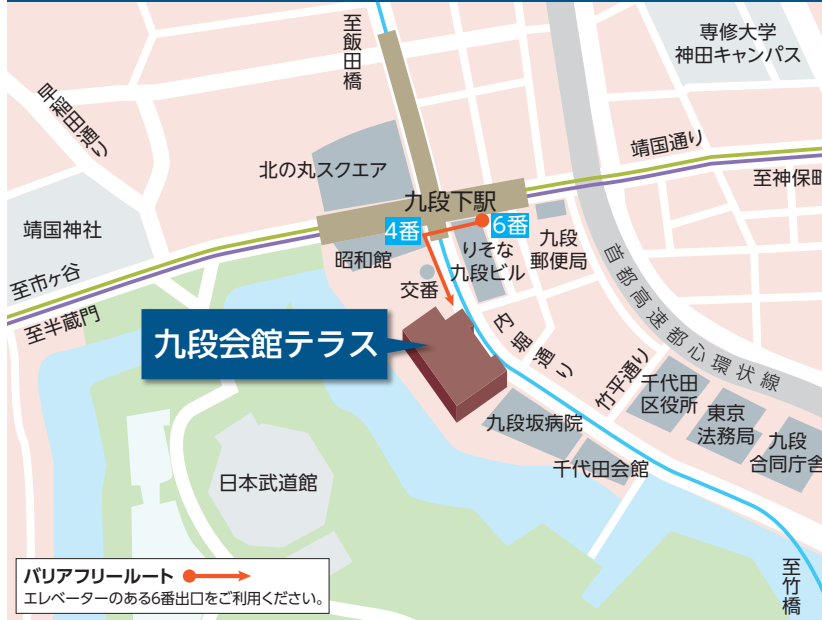 至飯田橋
専修大学
神田キャンパス
早稲田通り
靖国通り
北の丸スクエア
至神保町
九段下駅
靖国神社
4番
6番
昭和館
りそな
九段ビル
九段
郵便局
首都高速都心環状線
至市ヶ谷
交番
至半蔵門
九段会館テラス
内堀通り
竹平通り
千代田
区役所
東京
法務局
九段
合同庁舎
九段坂病院
千代田会館
日本武道館
至竹橋
バリアフリールート
エレベーターのある6番出口をご利用ください。